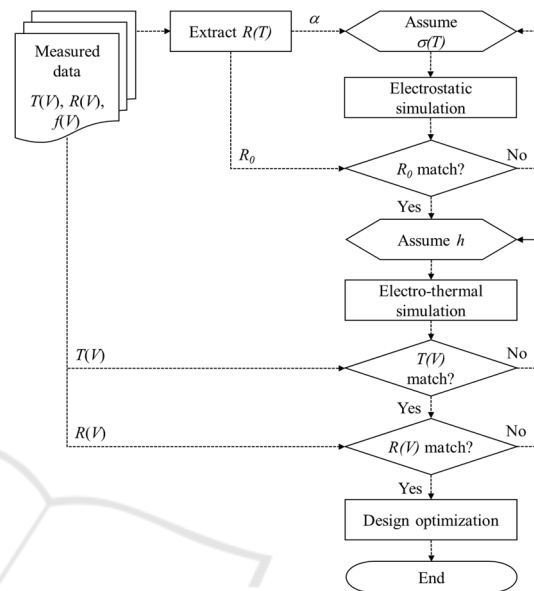 Measured
data
T(V), R(V),
f(V)
Extract R(T)
α
Assume
σ(T)
Electrostatic
simulation
R0
R0 match?
No
Yes
Assume h
Electro-thermal
simulation
T(V)
T(V)
match?
No
Yes
R(V)
R(V) match?
No
Yes
Design optimization
End